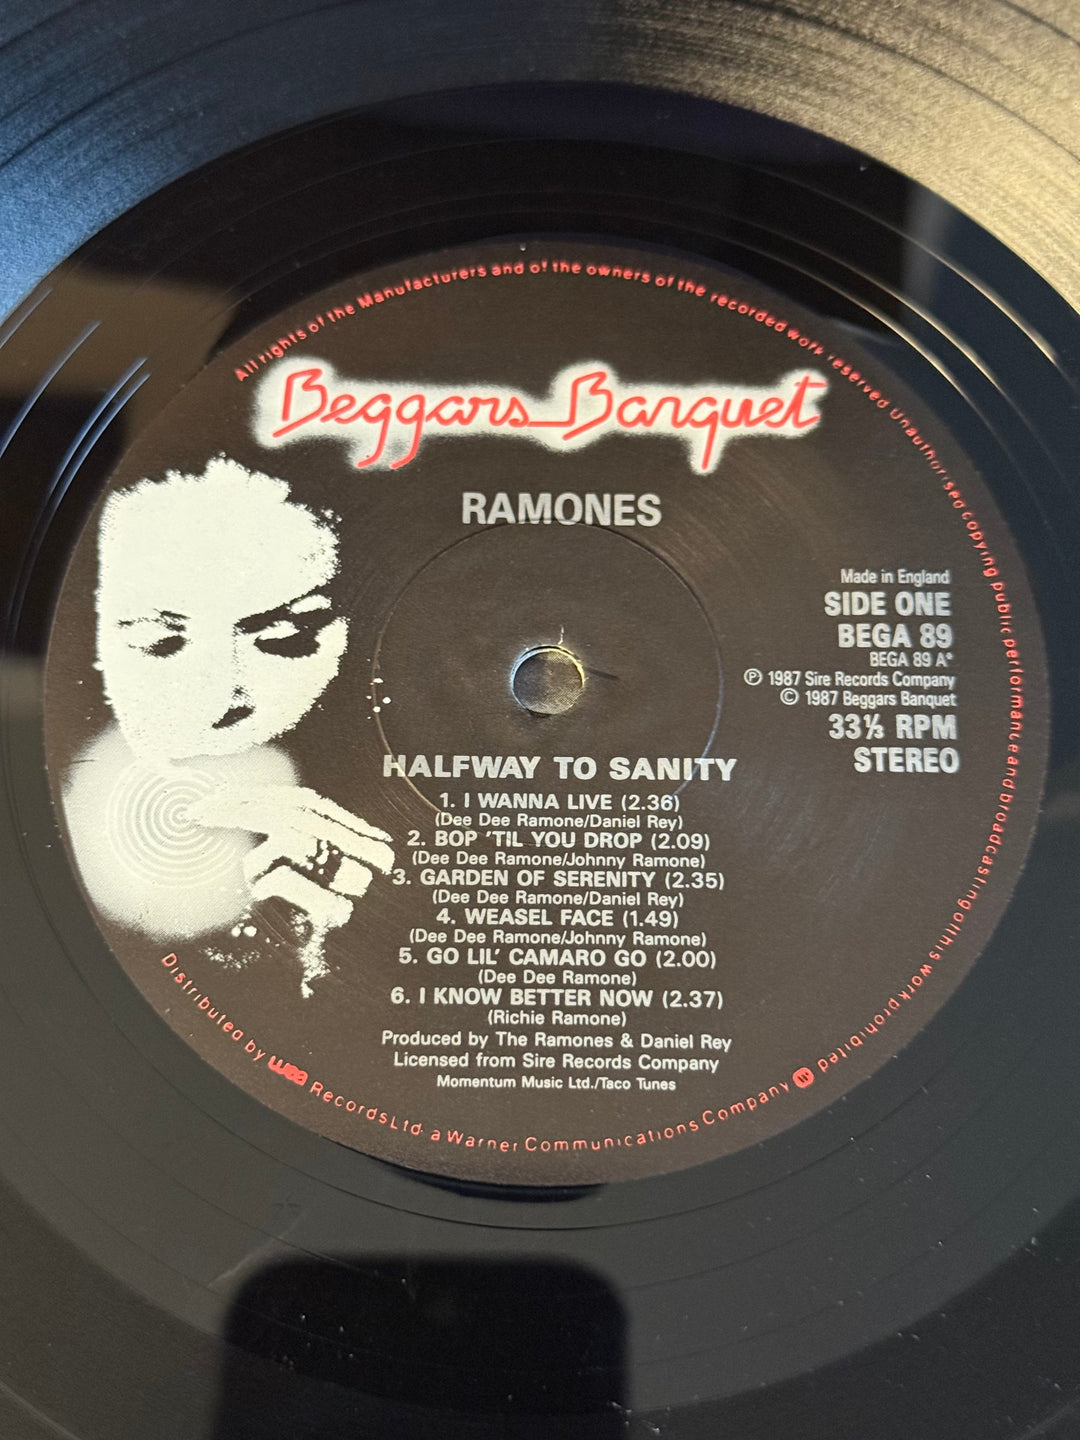 All rights of the Manufacturers and of the owners of the recorded work reserved Unauthorised copying public performance and broadcasting of this work prohibited
Beggars Banquet
RAMONES
Made in England
SIDE ONE
BEGA 89
BEGA 89 A*
℗ 1987 Sire Records Company
© 1987 Beggars Banquet
33⅓ RPM
STEREO
HALFWAY TO SANITY
1. I WANNA LIVE (2.36)
(Dee Dee Ramone/Daniel Rey)
2. BOP 'TIL YOU DROP (2.09)
(Dee Dee Ramone/Johnny Ramone)
3. GARDEN OF SERENITY (2.35)
(Dee Dee Ramone/Daniel Rey)
4. WEASEL FACE (1.49)
(Dee Dee Ramone/Johnny Ramone)
5. GO LIL' CAMARO GO (2.00)
(Dee Dee Ramone)
6. I KNOW BETTER NOW (2.37)
(Richie Ramone)
Produced by The Ramones & Daniel Rey
Licensed from Sire Records Company
Momentum Music Ltd./Taco Tunes
Distributed by wea Records Ltd. a Warner Communications Company